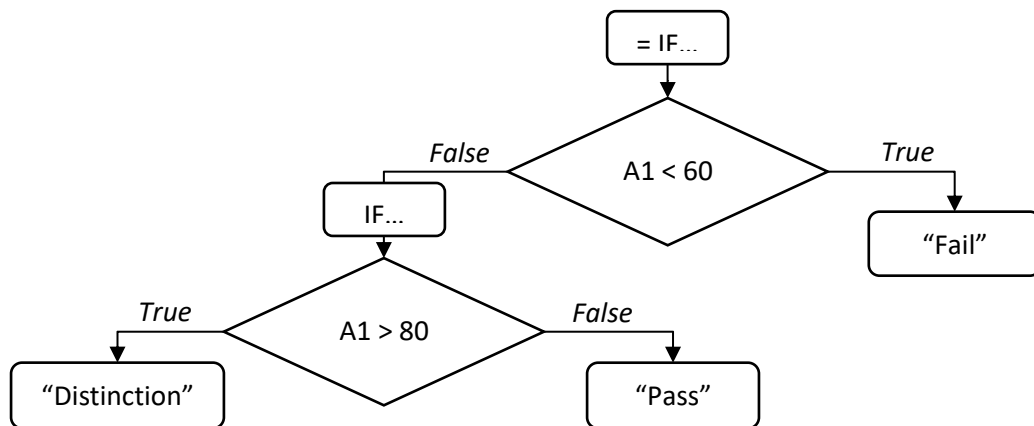 = IF...
False
True
A1 < 60
IF...
“Fail”
True
False
A1 > 80
“Distinction”
“Pass”